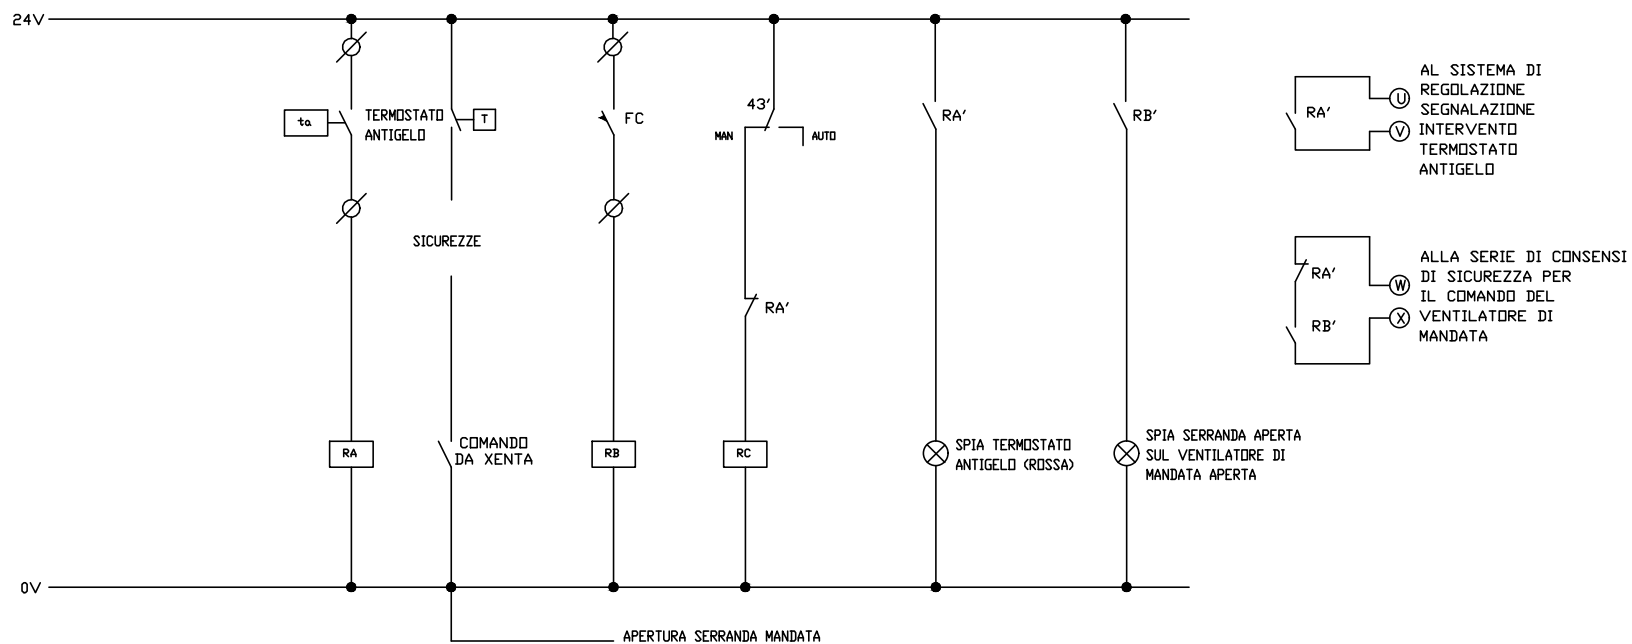 24V
ta
TERMOSTATO
ANTIGELO
T
FC
43'
MAN
AUTO
RA'
RB'
SICUREZZE
RA'
RA
COMANDO
DA XENTA
RB
RC
SPIA TERMOSTATO
ANTIGELO (ROSSA)
SPIA SERRANDA APERTA
SUL VENTILATORE DI
MANDATA APERTA
0V
APERTURA SERRANDA MANDATA
RA'
U
V
AL SISTEMA DI
REGOLAZIONE
SEGNALAZIONE
INTERVENTO
TERMOSTATO
ANTIGELO
RA'
RB'
W
X
ALLA SERIE DI CONSENSI
DI SICUREZZA PER
IL COMANDO DEL
VENTILATORE DI
MANDATA